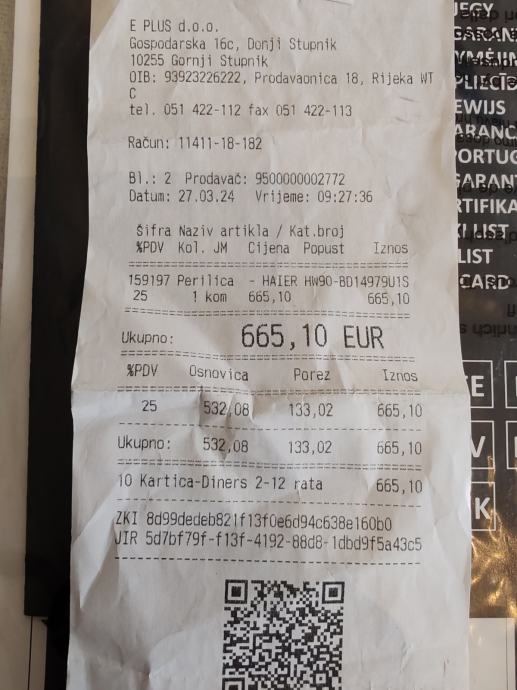 E PLUS d.o.o.
Gospodarska 16c, Donji Stupnik
10255 Gornji Stupnik
OIB: 93923226222, Prodavaonica 18, Rijeka WT
C
tel. 051 422-112 fax 051 422-113
Račun: 11411-18-182
Bl.: 2 Prodavač: 9500000002772
Datum: 27.03.24 Vrijeme: 09:27:36
Šifra Naziv artikla / Kat.broj
%PDV Kol. JM Cijena Popust Iznos
159197 Perilica - HAIER HW90-BD14979U1S
25 1 kom 665,10 665,10
Ukupno: 665,10 EUR
%PDV Osnovica Porez Iznos
25 532,08 133,02 665,10
Ukupno: 532,08 133,02 665,10
10 Kartica-Diners 2-12 rata 665,10
ZKI 8d99dedeb821f13f0e6d94c638e160b0
JIR 5d7bf79f-f13f-4192-88d8-1dbd9f5a43c5
EWIJS
PORTUG
GARANT
RTIFIKA
LIST
CARD